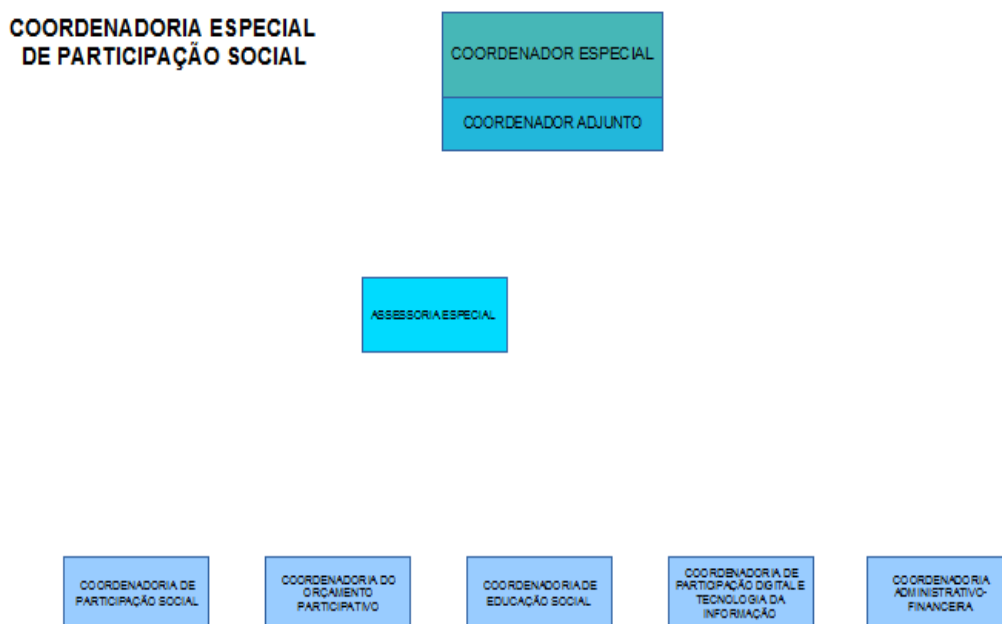 COORDENADORIA ESPECIAL
DE PARTICIPAÇÃO SOCIAL
COORDENADOR ESPECIAL
COORDENADOR ADJUNTO
ASSESSORIA ESPECIAL
COORDENADORIA DE
PARTICIPAÇÃO SOCIAL
COORDENADORIA DO
ORÇAMENTO
PARTICIPATIVO
COORDENADORIA DE
EDUCAÇÃO SOCIAL
COORDENADORIA DE
PARTICIPAÇÃO DIGITAL E
TECNOLOGIA DA
INFORMAÇÃO
COORDENADORIA
ADMINISTRATIVO-
FINANCEIRA